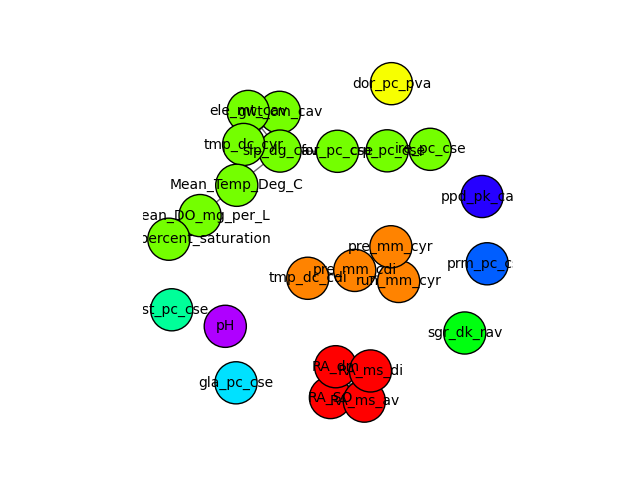 dor_pc_pva
ele_mt_cav
gwt_cm_cav
tmp_dc_cyr
slp_dg_cav
for_pc_cse
crp_pc_cse
ire_pc_cse
Mean_Temp_Deg_C
ppd_pk_ca
ean_DO_mg_per_L
percent_saturation
pre_mm_cyr
prm_pc_c
pre_mm_cdi
tmp_dc_cdi
run_mm_cyr
st_pc_cse
pH
sgr_dk_rav
RA_dm
RA_ms_di
gla_pc_cse
RA_SO
RA_ms_av